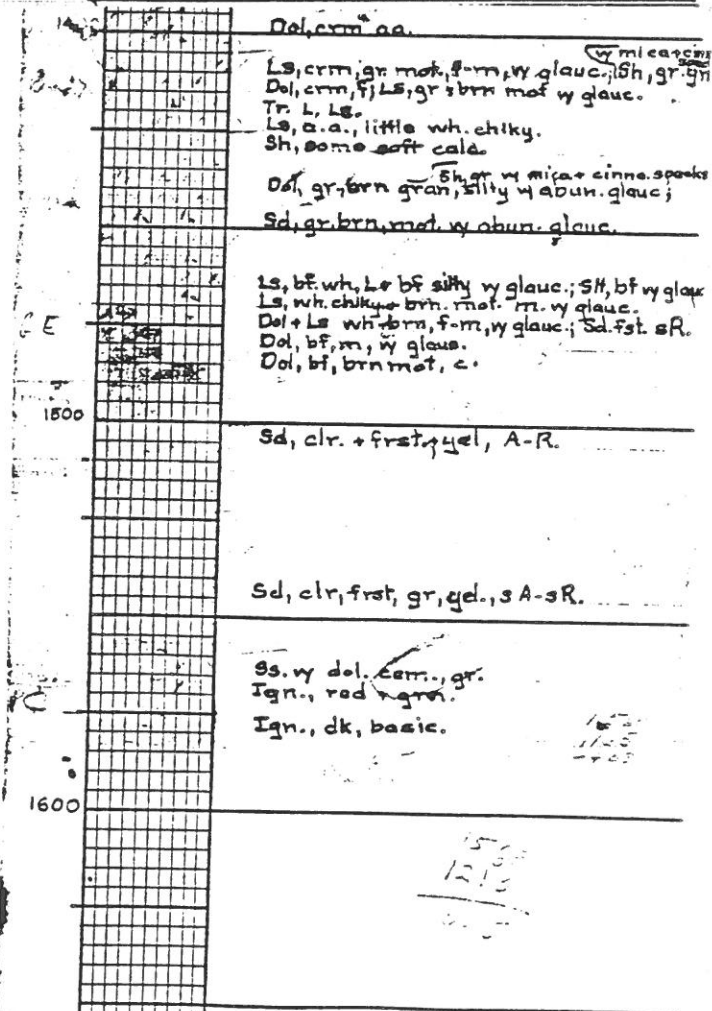 Dol, crm aa.
w mica+cins
Ls, crm, gr mot, f-m, w glauc.; Sh, gr-gn
Dol, crm, f; LS, gr & brn mot w glauc.
Tr. L, Ls.
Ls, a.a., little wh. chlky.
Sh, some soft calc.
Sh, gr w mica + cinna. specks
Dol, gr, brn gran, silty w abun. glauc;
Sd, gr. brn, mot. w abun. glauc.
Ls, bf. wh, L & bf silty w glauc.; SH, bf w glauc
Ls, wh. chlky & brn. mot. m. w glauc.
E
Dol + Ls wh-brn, f-m, w glauc.; Sd. fst. sR.
Dol, bf, m, w glauc.
Dol, bf, brn mot, c.
1500
Sd, clr. + frst, yel, A-R.
Sd, clr, frst, gr, yel., sA-sR.
Ss. w dol. cem., gr.
Ign., red + grn.
C
Ign., dk, basic.
1600